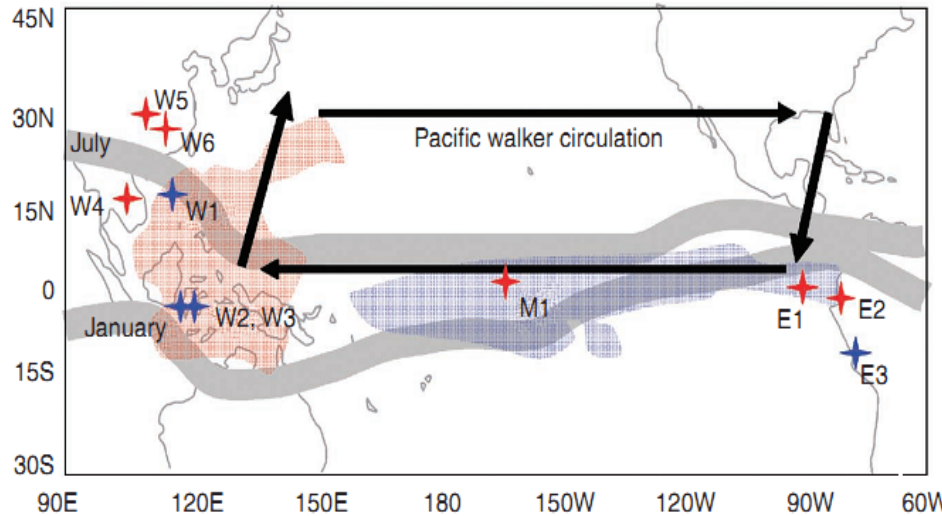 45N
30N
15N
0
15S
30S
90E 120E 150E 180 150W 120W 90W 60W
W5
W6
July
W4
W1
Pacific walker circulation
January
W2, W3
M1
E1
E2
E3